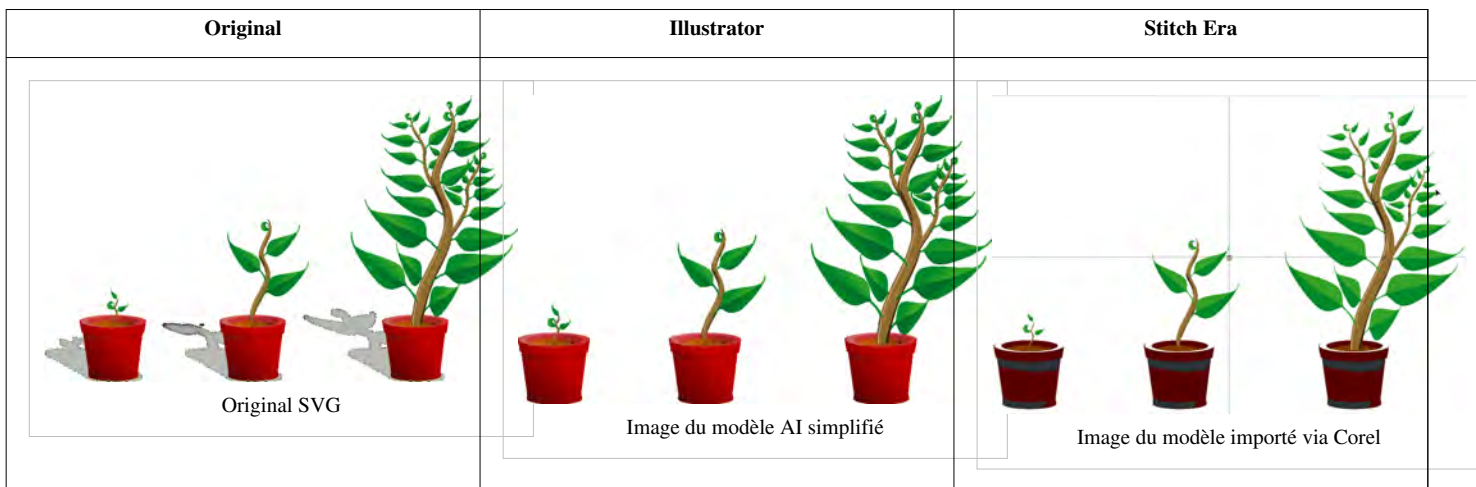 Original
Illustrator
Stitch Era
Original SVG
Image du modèle AI simplifié
Image du modèle importé via Corel